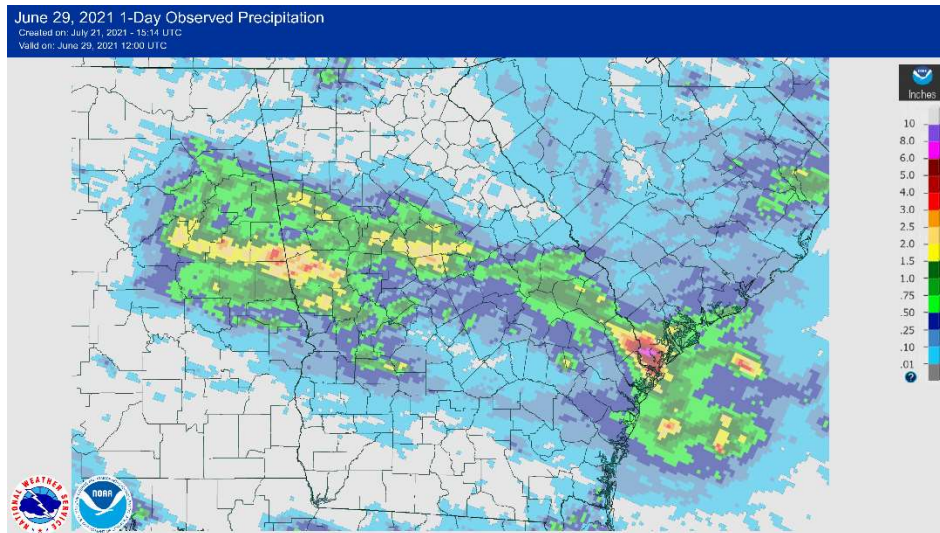 June 29, 2021 1-Day Observed Precipitation
Created on: July 21, 2021 - 15:14 UTC
Valid on: June 29, 2021 12:00 UTC
Inches
10
8.0
6.0
5.0
4.0
3.0
2.5
2.0
1.5
1.0
.75
.50
.25
.10
.01
?
NATIONAL WEATHER SERVICE
NOAA